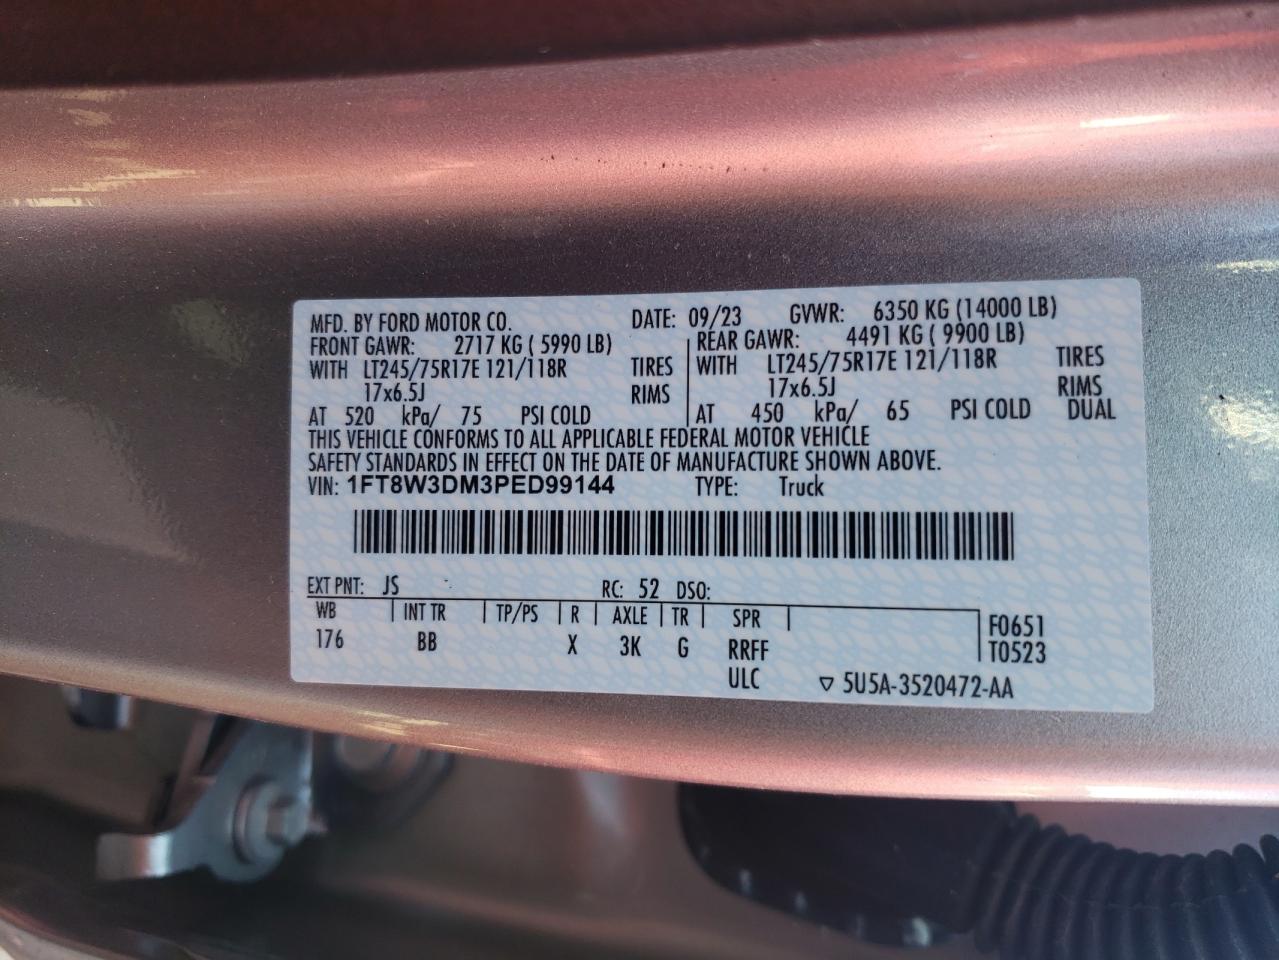 MFD. BY FORD MOTOR CO. DATE: 09/23 GVWR: 6350 KG (14000 LB)
FRONT GAWR: 2717 KG ( 5990 LB) REAR GAWR: 4491 KG ( 9900 LB)
WITH LT245/75R17E 121/118R TIRES WITH LT245/75R17E 121/118R TIRES
17x6.5J RIMS 17x6.5J RIMS
AT 520 kPa/ 75 PSI COLD AT 450 kPa/ 65 PSI COLD DUAL
THIS VEHICLE CONFORMS TO ALL APPLICABLE FEDERAL MOTOR VEHICLE
SAFETY STANDARDS IN EFFECT ON THE DATE OF MANUFACTURE SHOWN ABOVE.
VIN: 1FT8W3DM3PED99144 TYPE: Truck
EXT PNT: JS RC: 52 DSO:
WB INT TR TP/PS R AXLE TR SPR F0651
176 BB X 3K G RRFF T0523
ULC ▽ 5U5A-3520472-AA